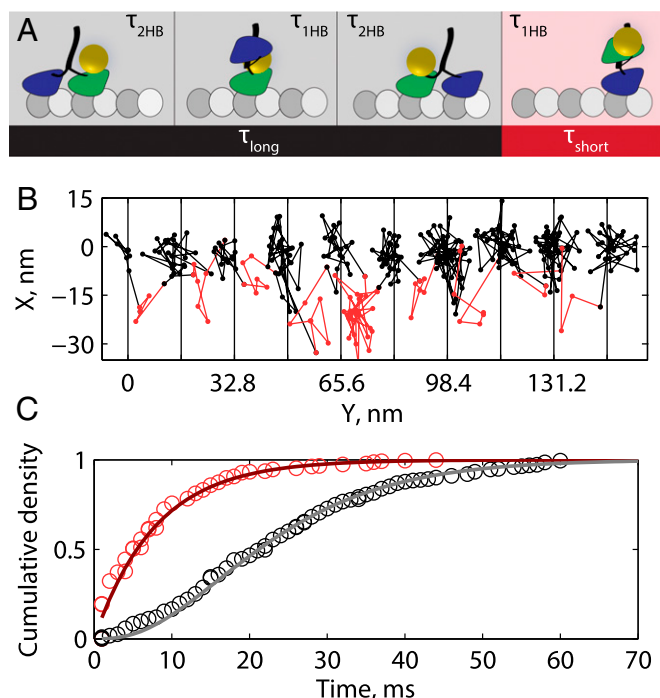 A
τ2HB
τ1HB
τ2HB
τ1HB
τlong
τshort
B
15
0
−15
−30
X, nm
0
32.8
65.6
98.4
131.2
Y, nm
C
1
0.5
0
Cumulative density
0
10
20
30
40
50
60
70
Time, ms